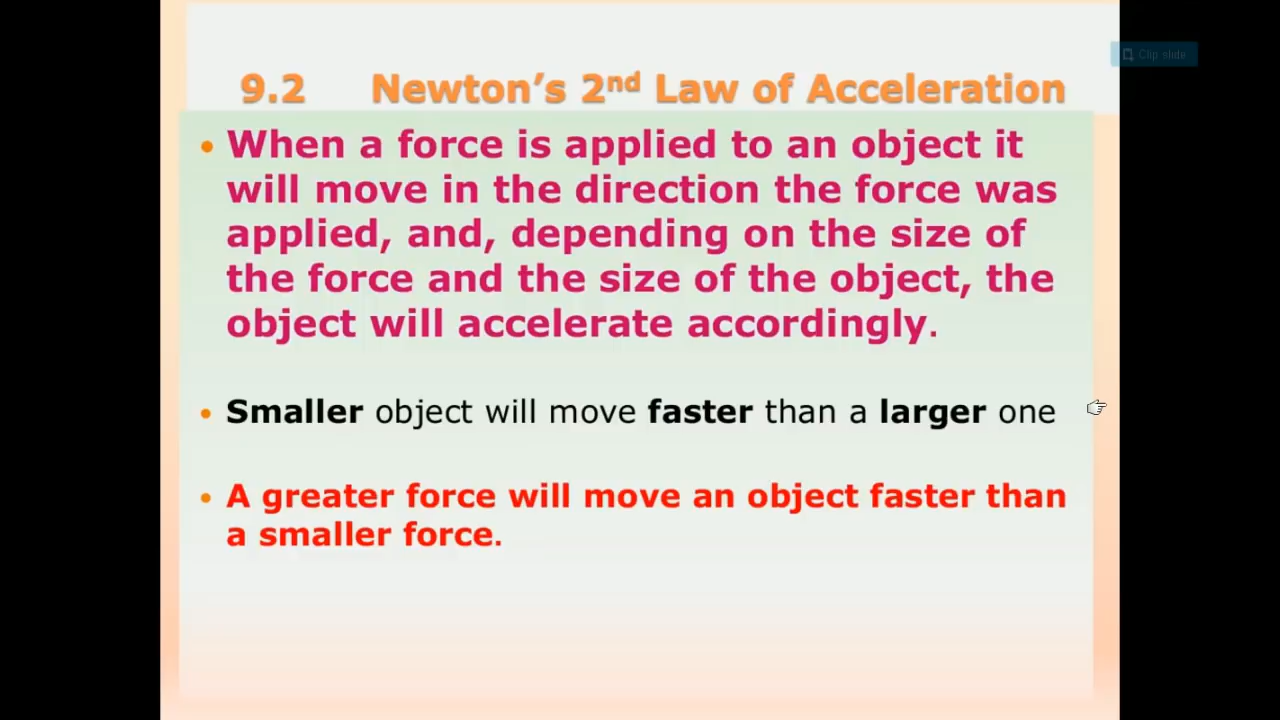 Clip slide
9.2 Newton's 2nd Law of Acceleration
• When a force is applied to an object it
will move in the direction the force was
applied, and, depending on the size of
the force and the size of the object, the
object will accelerate accordingly.
• Smaller object will move faster than a larger one
• A greater force will move an object faster than
a smaller force.